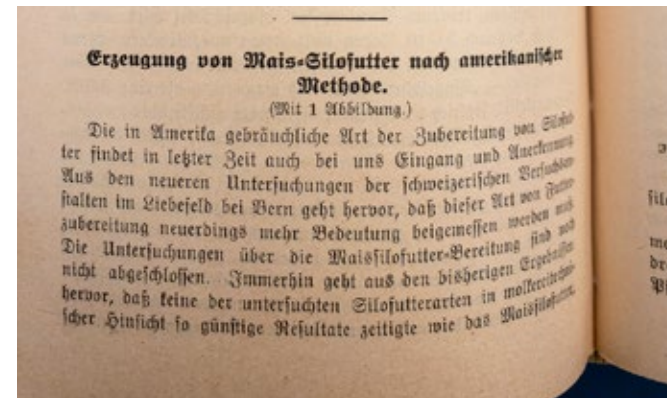 Erzeugung von Mais-Silofutter nach amerikanischer
Methode.
(Mit 1 Abbildung.)
Die in Amerika gebräuchliche Art der Zubereitung von Silofut-
ter findet in letzter Zeit auch bei uns Eingang und Anerkennung.
Aus den neueren Untersuchungen der schweizerischen Versuchsan-
stalten im Liebefeld bei Bern geht hervor, daß dieser Art von Futter-
zubereitung neuerdings mehr Bedeutung beigemessen werden muß.
Die Untersuchungen über die Maissilofutter-Bereitung sind noch
nicht abgeschlossen. Immerhin geht aus den bisherigen Ergebnissen
hervor, daß keine der untersuchten Silofutterarten in molkereitechni-
scher Hinsicht so günstige Resultate zeitigte wie das Maissilofutter.